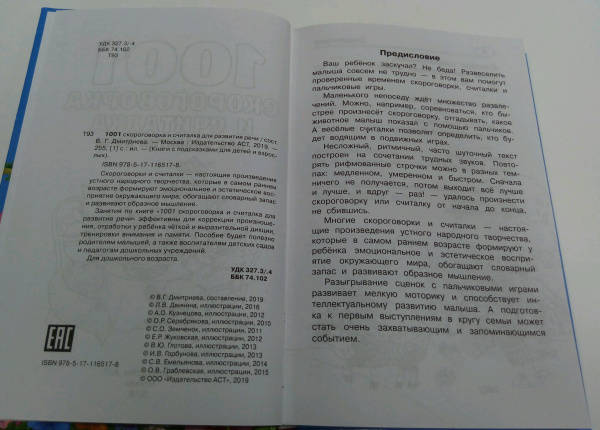 УДК 327.3/.4
ББК 74.102
Т93
1001
Т93 1001 скороговорка и считалка для развития речи / сост.
В. Г. Дмитриева. — Москва : Издательство АСТ, 2019. —
255, [1] с. : ил. — (Книги с подсказками для детей и взрос-
лых).
ISBN 978-5-17-116517-8.
Скороговорки и считалки — настоящие произведения
устного народного творчества, которые в самом раннем
возрасте формируют эмоциональное и эстетическое вос-
приятие окружающего мира, обогащают словарный запас
и развивают образное мышление.
Занятия по книге «1001 скороговорка и считалка для
развития речи» эффективны для коррекции произноше-
ния, отработки у ребёнка чёткой и выразительной дикции,
тренировки внимания и памяти. Пособие будет полезно
родителям малышей, а также воспитателям детских садов
и педагогам дошкольных учреждений.
Для дошкольного возраста.
УДК 327.3/.4
ББК 74.102
© В.Г. Дмитриева, составление, 2019
© Л.В. Двинина, иллюстрации, 2016
© А.О. Кузнецова, иллюстрации, 2012
© О.Р. Серебрякова, иллюстрации, 2015
© С.О. Земченок, иллюстрации, 2011
© Е.Р. Жуковская, иллюстрации, 2012
© В.Ю. Глотова, иллюстрации, 2013
© И.В. Горбунова, иллюстрации, 2013
© С.В. Емельянова, иллюстрации, 2014
© О.В. Граблевская, иллюстрации, 2015
© ООО «Издательство АСТ», 2019
ЕАС
ISBN 978-5-17-116517-8
Предисловие
Ваш ребёнок заскучал? Не беда! Развеселить
малыша совсем не трудно — в этом вам помогут
проверенные временем скороговорки, считалки и
пальчиковые игры.
Маленького непоседу ждёт множество развле-
чений. Можно, например, соревноваться, кто бы-
стрее произнесёт скороговорку, отгадывать, какое
животное малыш показал с помощью пальчиков.
А весёлые считалки позволят определить, кто бу-
дет водящим в подвижных играх.
Несложный, ритмичный, часто шуточный текст
построен на сочетании трудных звуков. Повто-
рять рифмованные строчки можно в разных тем-
пах: медленном, умеренном и быстром. Сначала
ничего не получается, потом выходит всё лучше
и лучше, и вдруг — раз! — удалось произнести
скороговорку или считалку от начала до конца,
не сбившись.
Многие скороговорки и считалки — настоя-
щие произведения устного народного творчества,
которые в самом раннем возрасте формируют у
ребёнка эмоциональное и эстетическое воспри-
ятие окружающего мира, обогащают словарный
запас и развивают образное мышление.
Разыгрывание сценок с пальчиковыми играми
развивает мелкую моторику и способствует ин-
теллектуальному развитию малыша. А подготов-
ка к первым выступлениям в кругу семьи может
стать очень захватывающим и запоминающимся
событием.